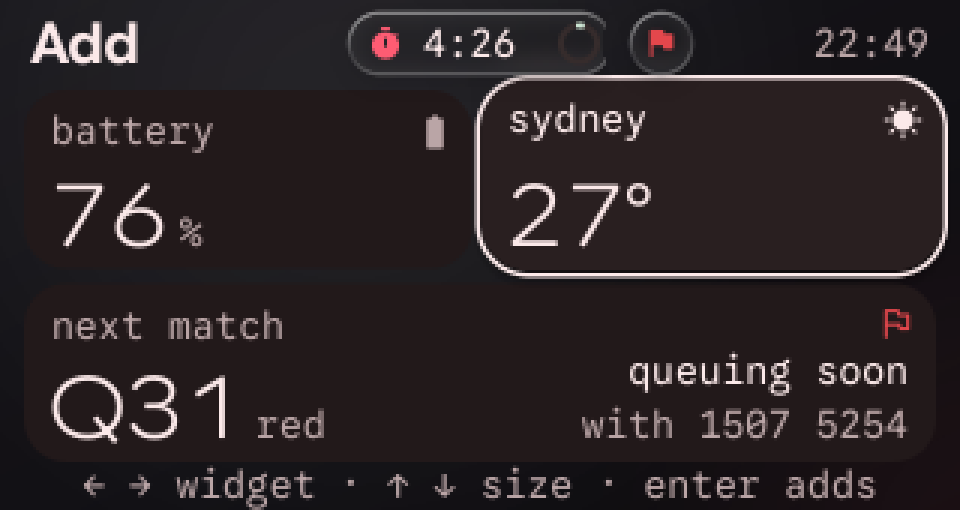 Add 4:26 22:49
battery
76 %
sydney
27°
next match
Q31 red
queuing soon
with 1507 5254
← → widget · ↑ ↓ size · enter adds